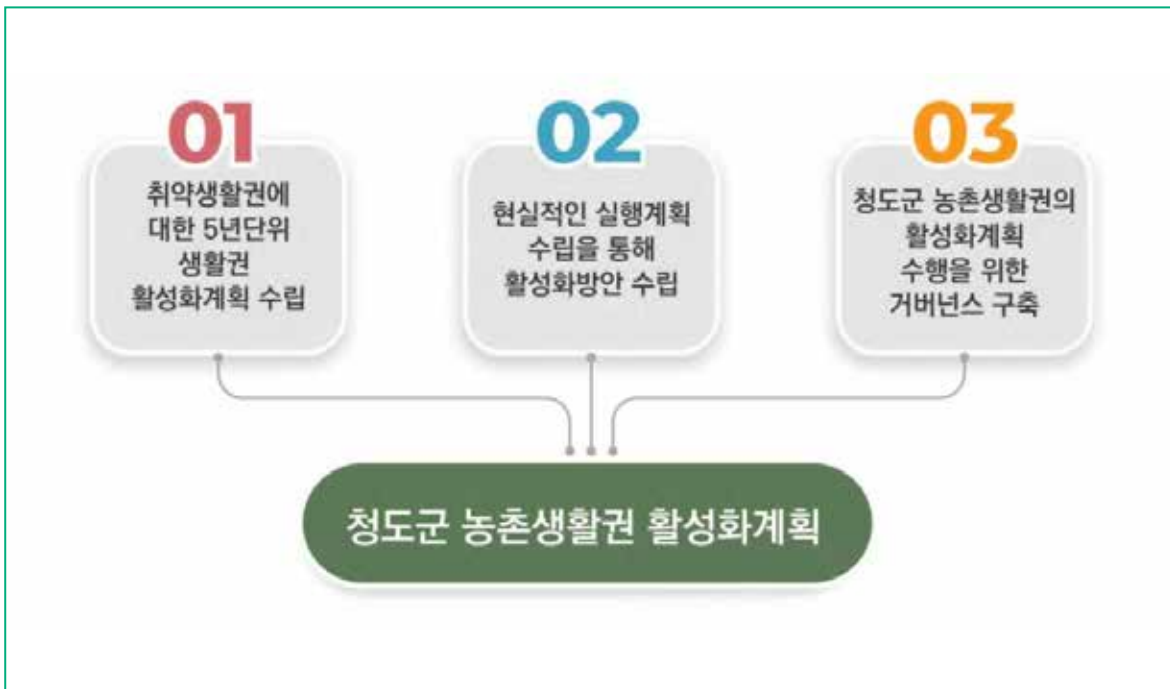 01
취약생활권에
대한 5년단위
생활권
활성화계획 수립
02
현실적인 실행계획
수립을 통해
활성화방안 수립
03
청도군 농촌생활권의
활성화계획
수행을 위한
거버넌스 구축
청도군 농촌생활권 활성화계획